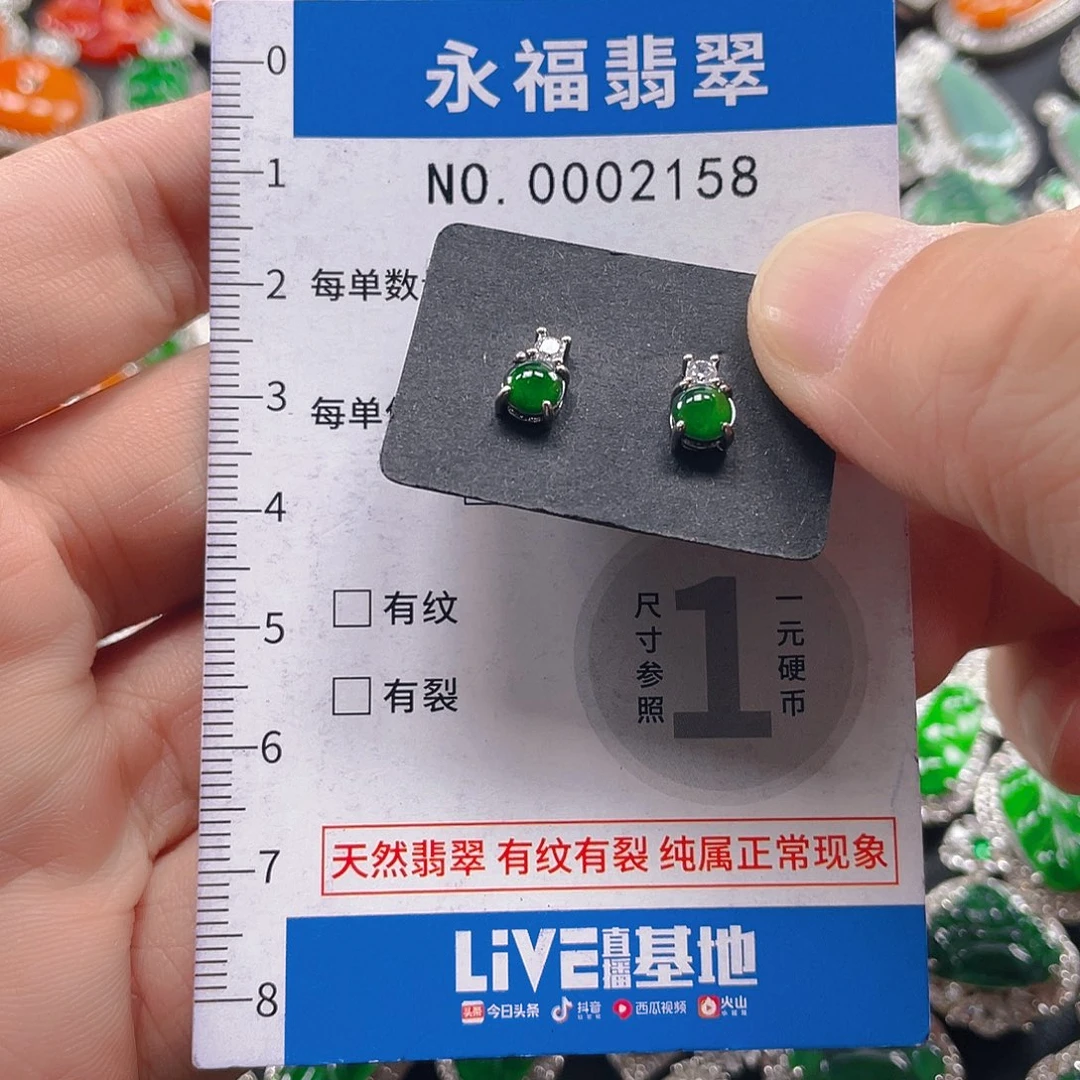 永福翡翠
NO.0002158
0
1
2
3
4
5
6
7
8
每单数
每单
有纹
有裂
尺寸参照
1
一元硬币
天然翡翠 有纹有裂 纯属正常现象
LiVE直播基地
头条 今日头条 抖音 西瓜视频 火山